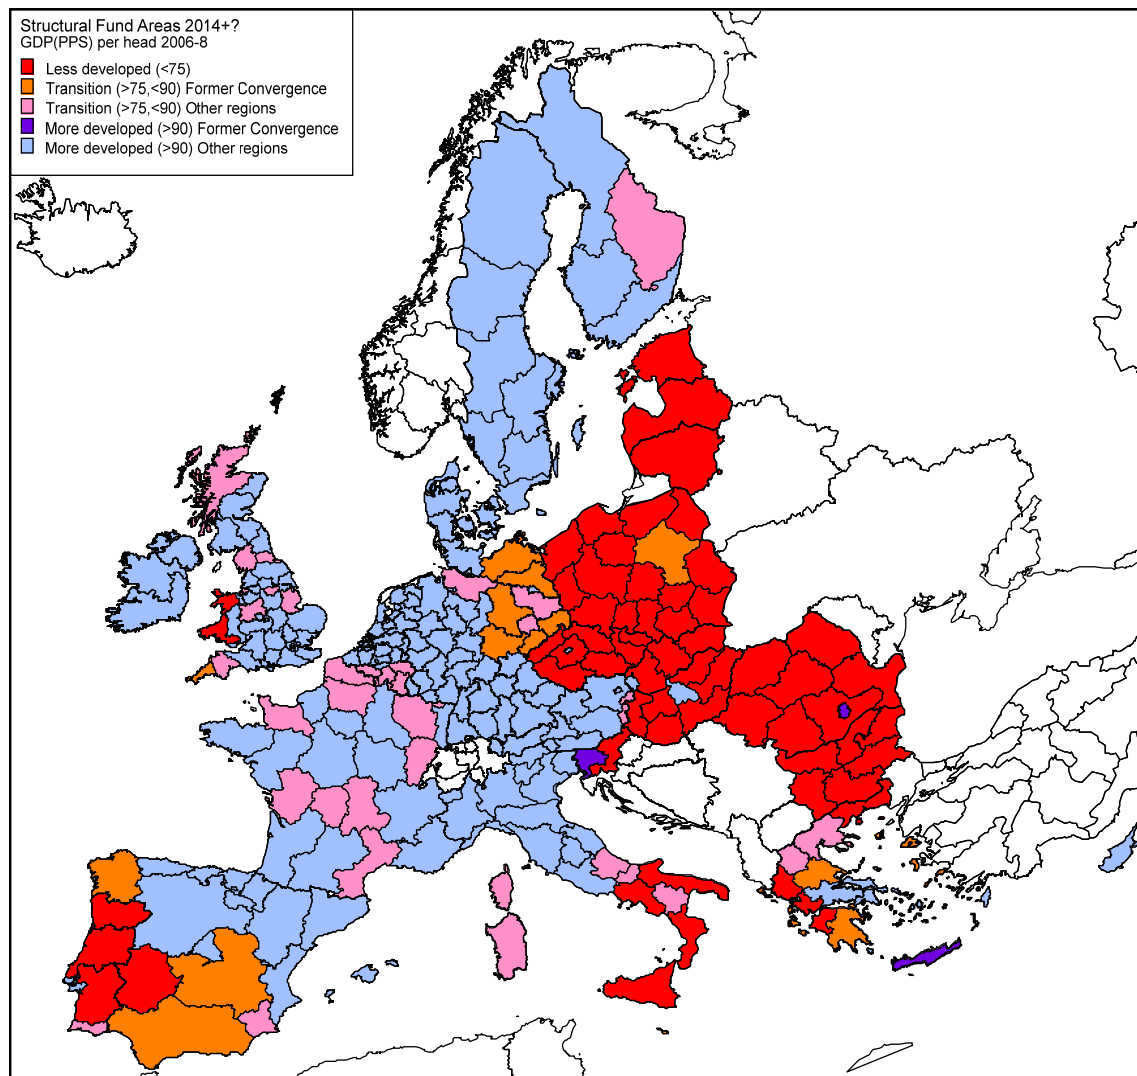 Structural Fund Areas 2014+?
GDP(PPS) per head 2006-8
Less developed (<75)
Transition (>75,<90) Former Convergence
Transition (>75,<90) Other regions
More developed (>90) Former Convergence
More developed (>90) Other regions